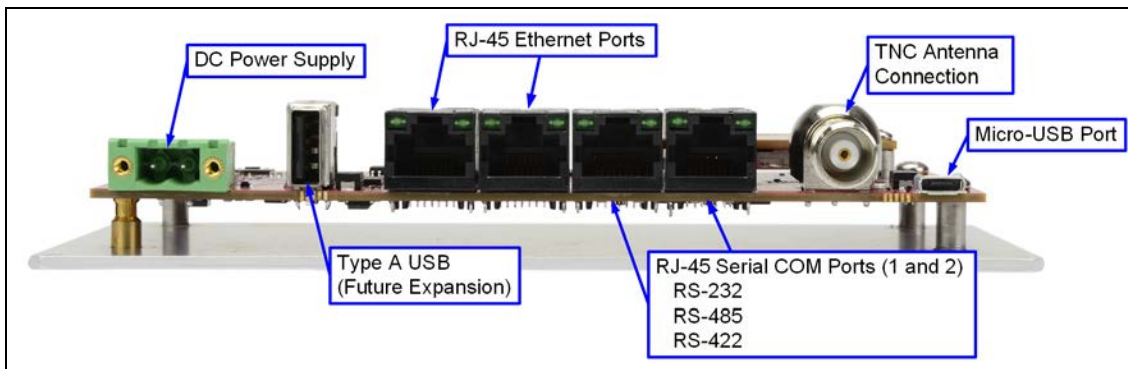 RJ-45 Ethernet Ports
DC Power Supply
TNC Antenna
Connection
Micro-USB Port
Type A USB
(Future Expansion)
RJ-45 Serial COM Ports (1 and 2)
RS-232
RS-485
RS-422